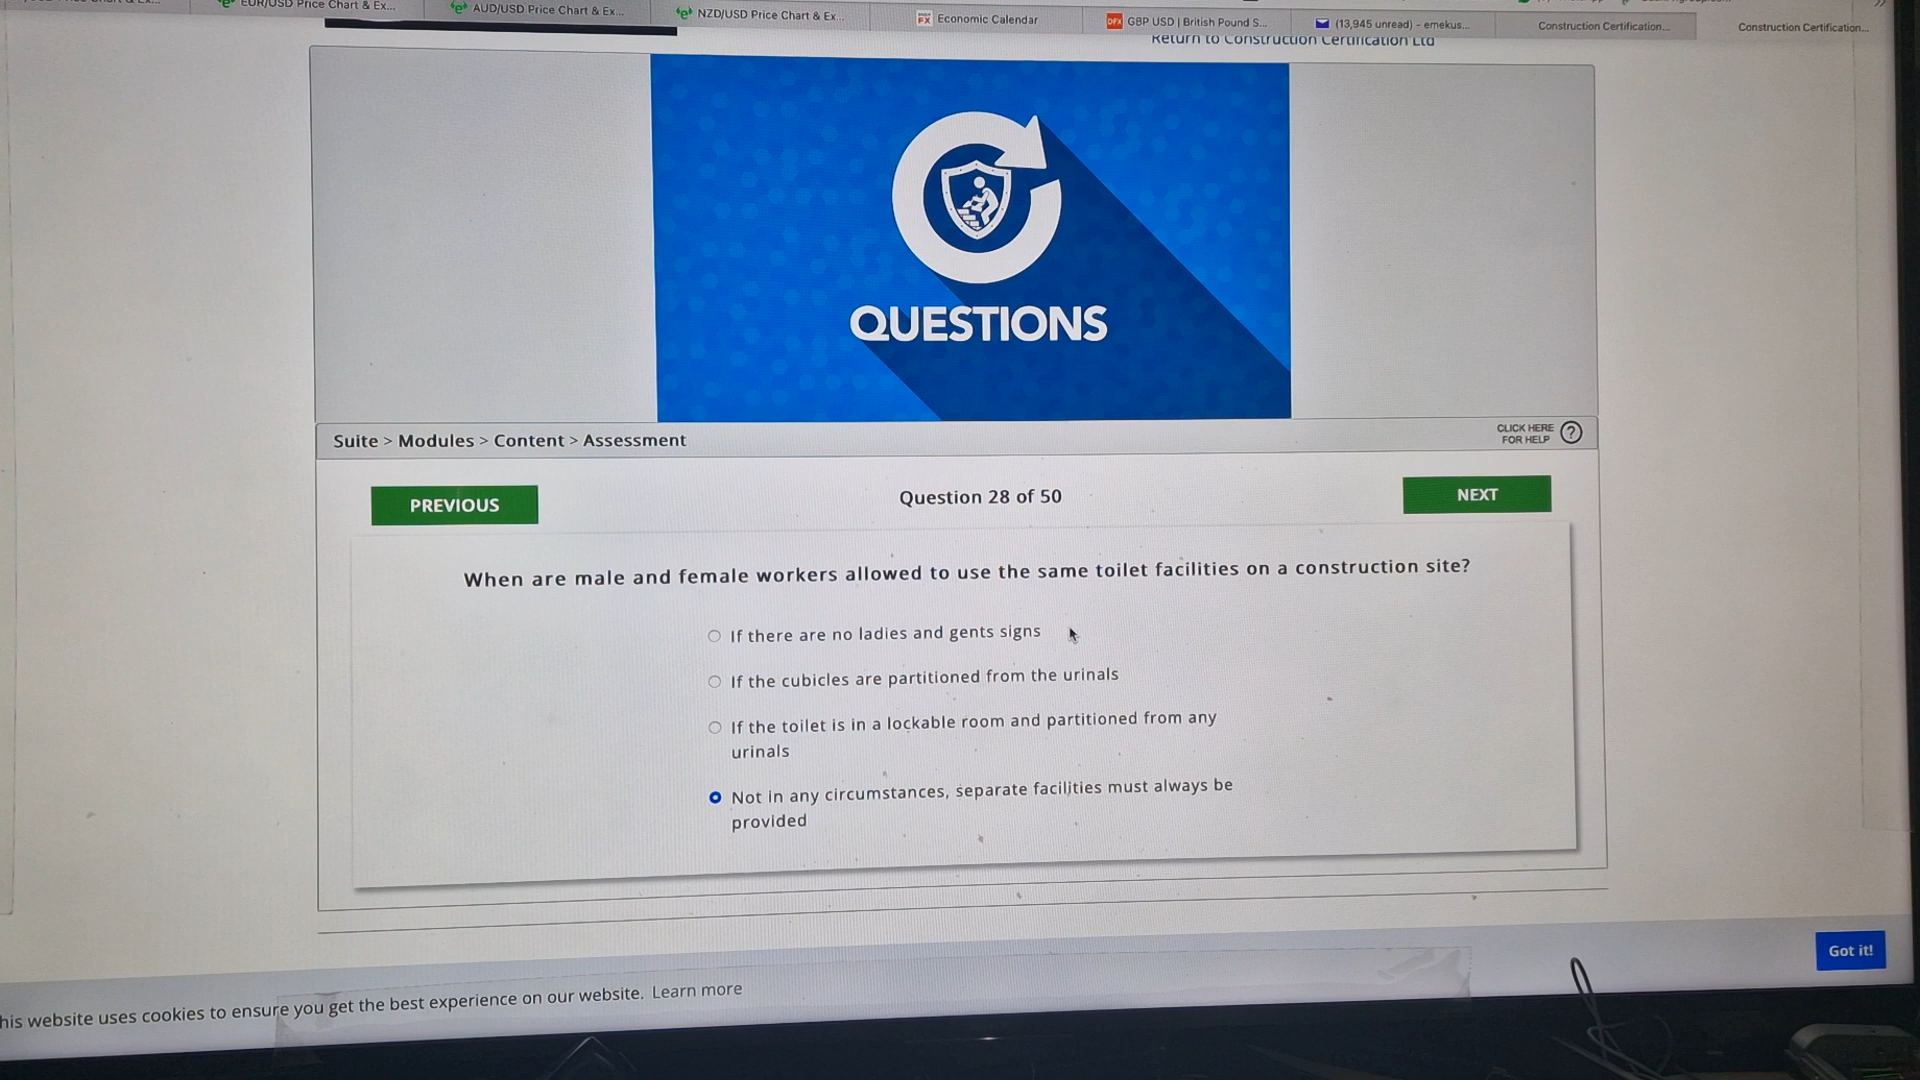 EUR/USD Price Chart & Ex...
AUD/USD Price Chart & Ex...
NZD/USD Price Chart & Ex...
Economic Calendar
GBP USD | British Pound S...
(13,945 unread) - emekus...
Construction Certification...
Construction Certification...
Return to Construction Certification Ltd
QUESTIONS
Suite > Modules > Content > Assessment
CLICK HERE
FOR HELP
?
PREVIOUS
Question 28 of 50
NEXT
When are male and female workers allowed to use the same toilet facilities on a construction site?
If there are no ladies and gents signs
If the cubicles are partitioned from the urinals
If the toilet is in a lockable room and partitioned from any
urinals
Not in any circumstances, separate facilities must always be
provided
Got it!
his website uses cookies to ensure you get the best experience on our website. Learn more